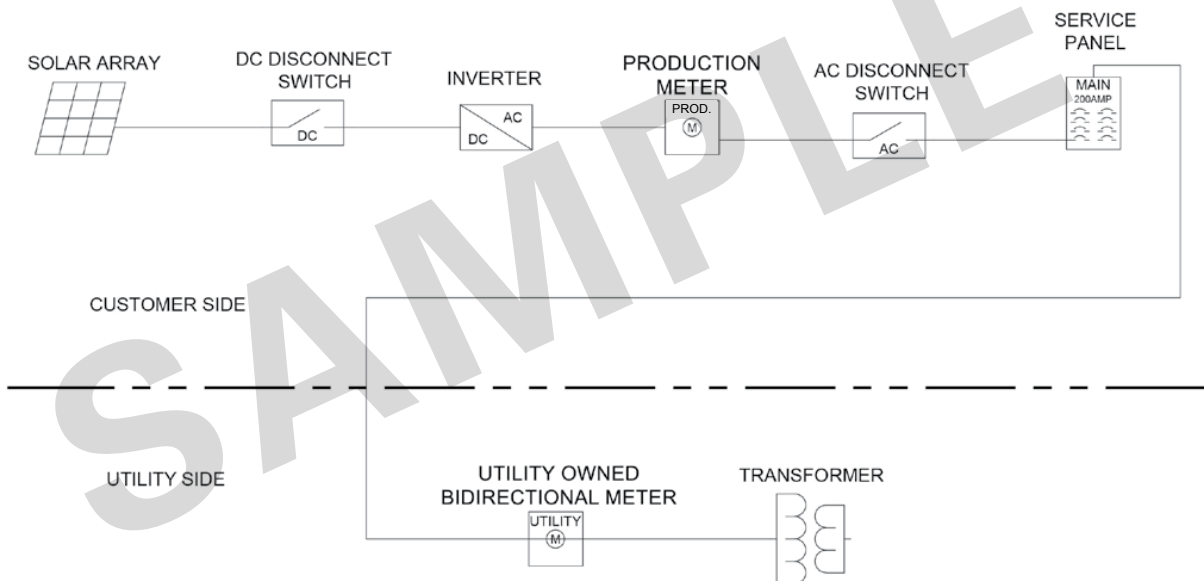 SOLAR ARRAY
DC DISCONNECT
SWITCH
DC
INVERTER
AC
DC
PRODUCTION
METER
PROD.
M
AC DISCONNECT
SWITCH
AC
SERVICE
PANEL
MAIN
200AMP
SAMPLE
CUSTOMER SIDE
UTILITY SIDE
UTILITY OWNED
BIDIRECTIONAL METER
UTILITY
M
TRANSFORMER